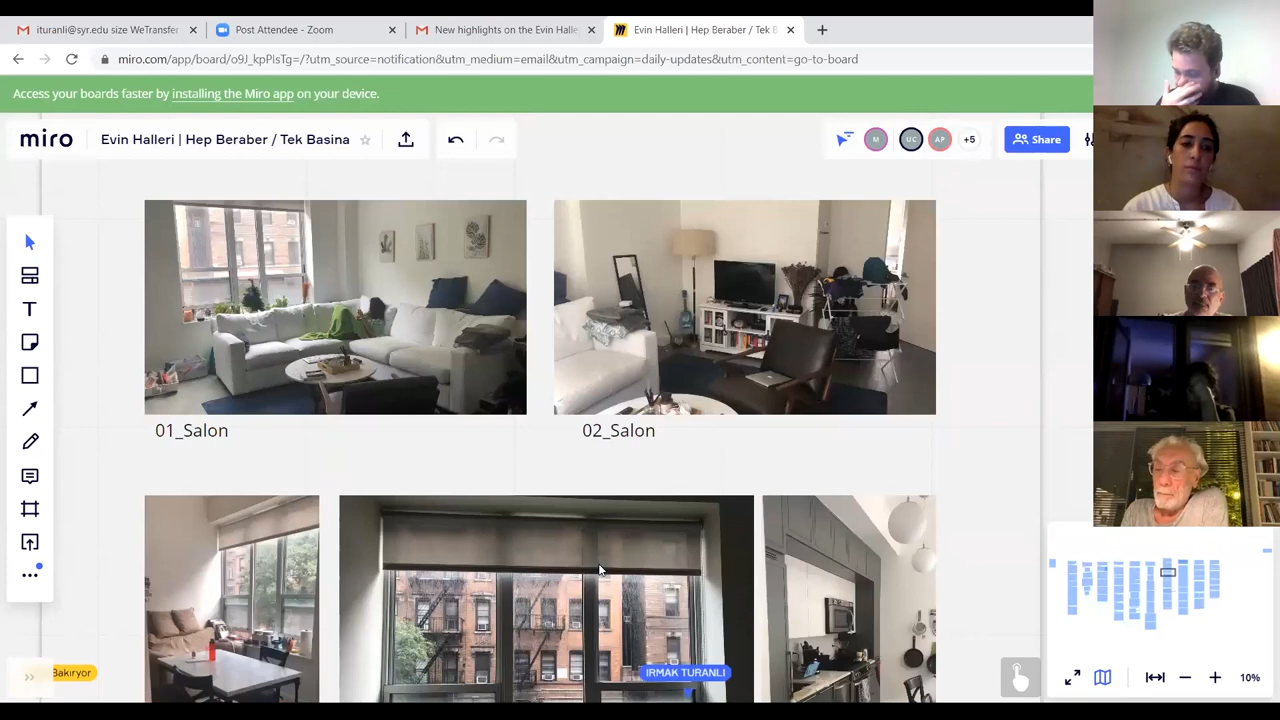 ituranli@syr.edu size WeTransfer
Post Attendee - Zoom
New highlights on the Evin Halle
Evin Halleri | Hep Beraber / Tek B
miro.com/app/board/o9J_kpPlsTg=/?utm_source=notification&utm_medium=email&utm_campaign=daily-updates&utm_content=go-to-board
Access your boards faster by installing the Miro app on your device.
miro
Evin Halleri | Hep Beraber / Tek Basina
M
UC
AP
+5
Share
T
01_Salon
02_Salon
Bakıryor
IRMAK TURANLI
10%